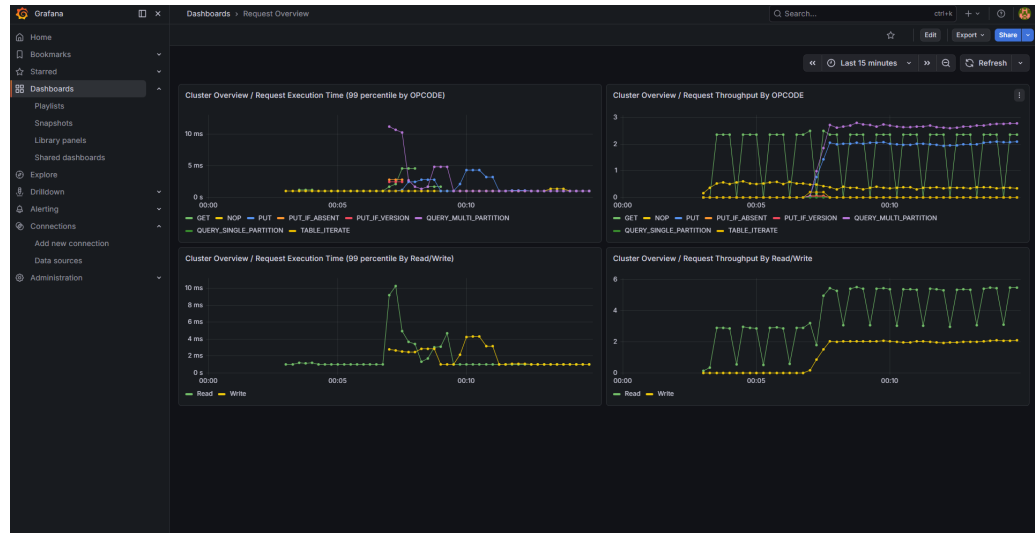 Grafana
Dashboards › Request Overview
Search...
ctrl+k
Home
Bookmarks
Starred
Dashboards
Playlists
Snapshots
Library panels
Shared dashboards
Explore
Drilldown
Alerting
Connections
Add new connection
Data sources
Administration
Edit
Export
Share
Last 15 minutes
Refresh
Cluster Overview / Request Execution Time (99 percentile by OPCODE)
10 ms
5 ms
0 s
00:00 00:05 00:10
GET NOP PUT PUT_IF_ABSENT PUT_IF_VERSION QUERY_MULTI_PARTITION
QUERY_SINGLE_PARTITION TABLE_ITERATE
Cluster Overview / Request Throughput By OPCODE
3
2
1
0
00:00 00:05 00:10
GET NOP PUT PUT_IF_ABSENT PUT_IF_VERSION QUERY_MULTI_PARTITION
QUERY_SINGLE_PARTITION TABLE_ITERATE
Cluster Overview / Request Execution Time (99 percentile By Read/Write)
10 ms
8 ms
6 ms
4 ms
2 ms
0 s
00:00 00:05 00:10
Read Write
Cluster Overview / Request Throughput By Read/Write
6
4
2
0
00:00 00:05 00:10
Read Write